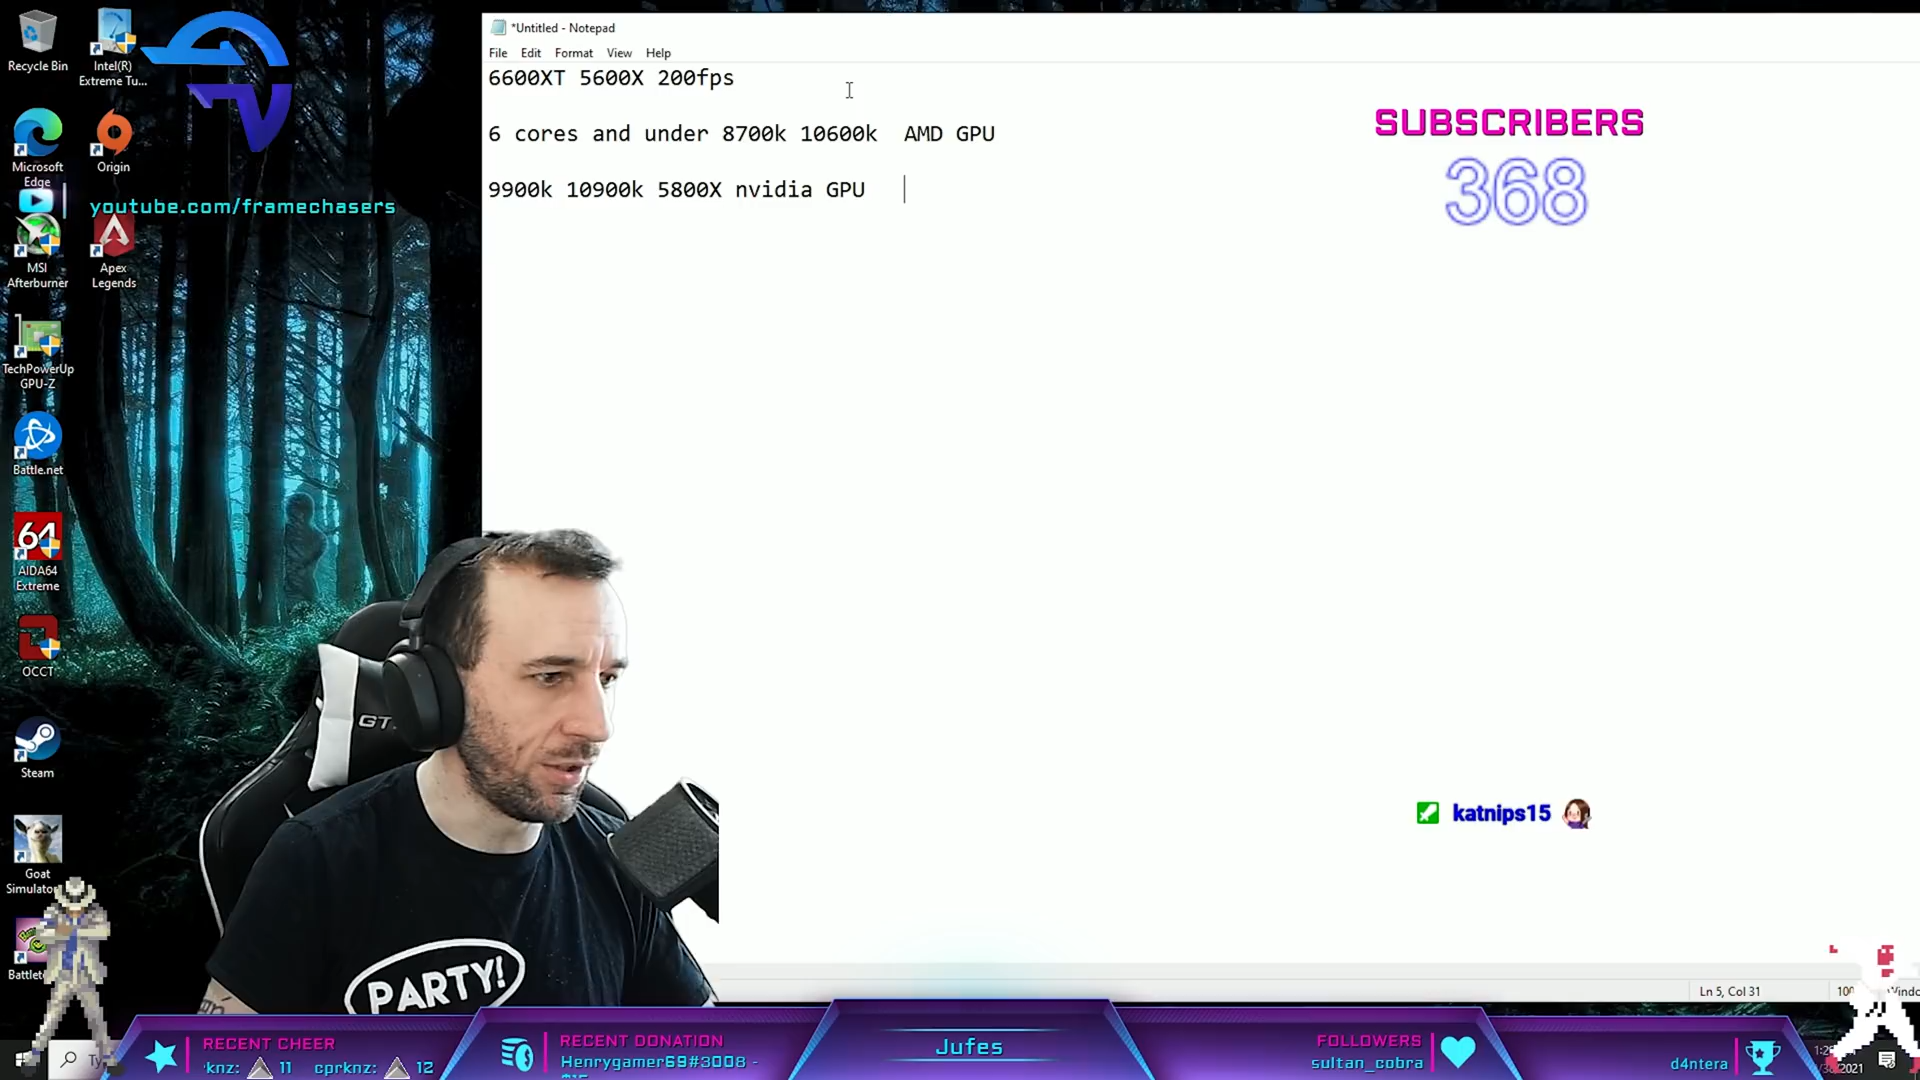 Recycle Bin
Intel(R)
Extreme Tu...
Microsoft
Edge
Origin
youtube.com/framechasers
MSI
Afterburner
Apex
Legends
TechPowerUp
GPU-Z
Battle.net
64
AIDA64
Extreme
OCCT
Steam
Goat
*Untitled - Notepad
File Edit Format View Help
6600XT 5600X 200fps
6 cores and under 8700k 10600k AMD GPU
9900k 10900k 5800X nvidia GPU
SUBSCRIBERS
368
GT
PARTY!
katnips15
Ln 5, Col 31
RECENT CHEER
knz: 11 cprknz: 12
RECENT DONATION
Henrygamer69#3008 -
Jufes
FOLLOWERS
sultan_cobra
d4ntera